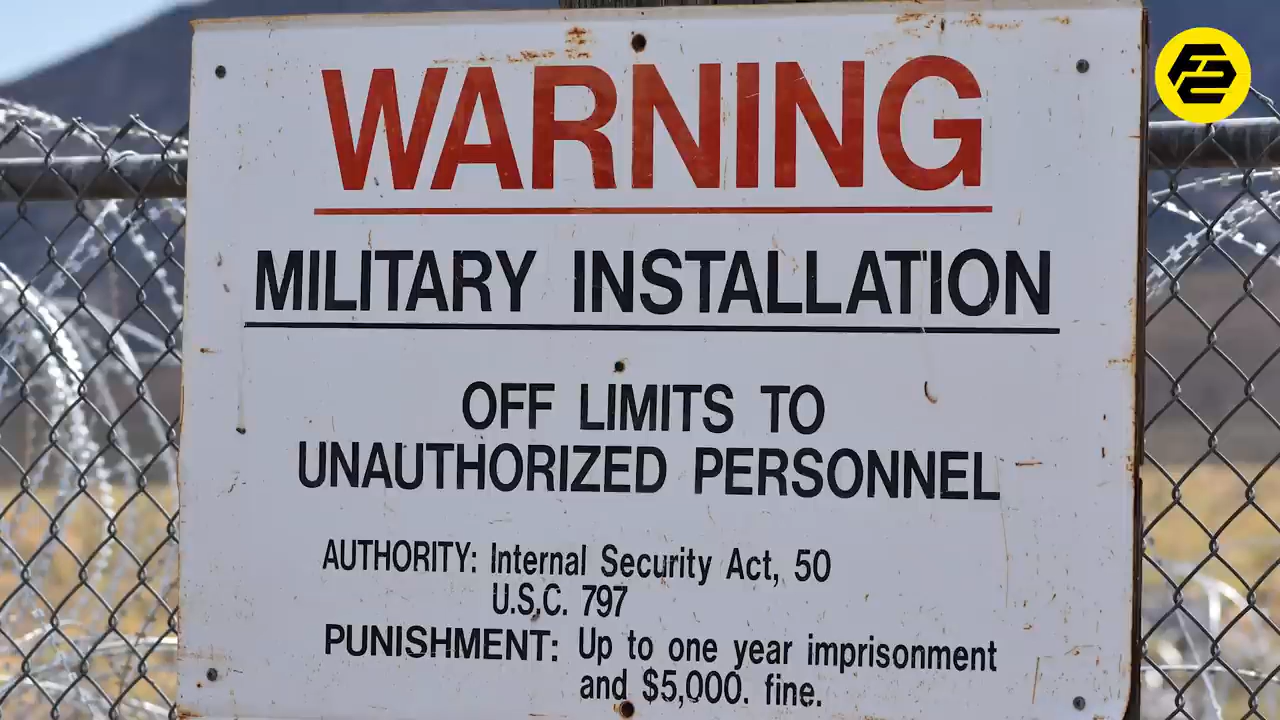 WARNING
MILITARY INSTALLATION
OFF LIMITS TO
UNAUTHORIZED PERSONNEL
AUTHORITY: Internal Security Act, 50
U.S.C. 797
PUNISHMENT: Up to one year imprisonment
and $5,000. fine.